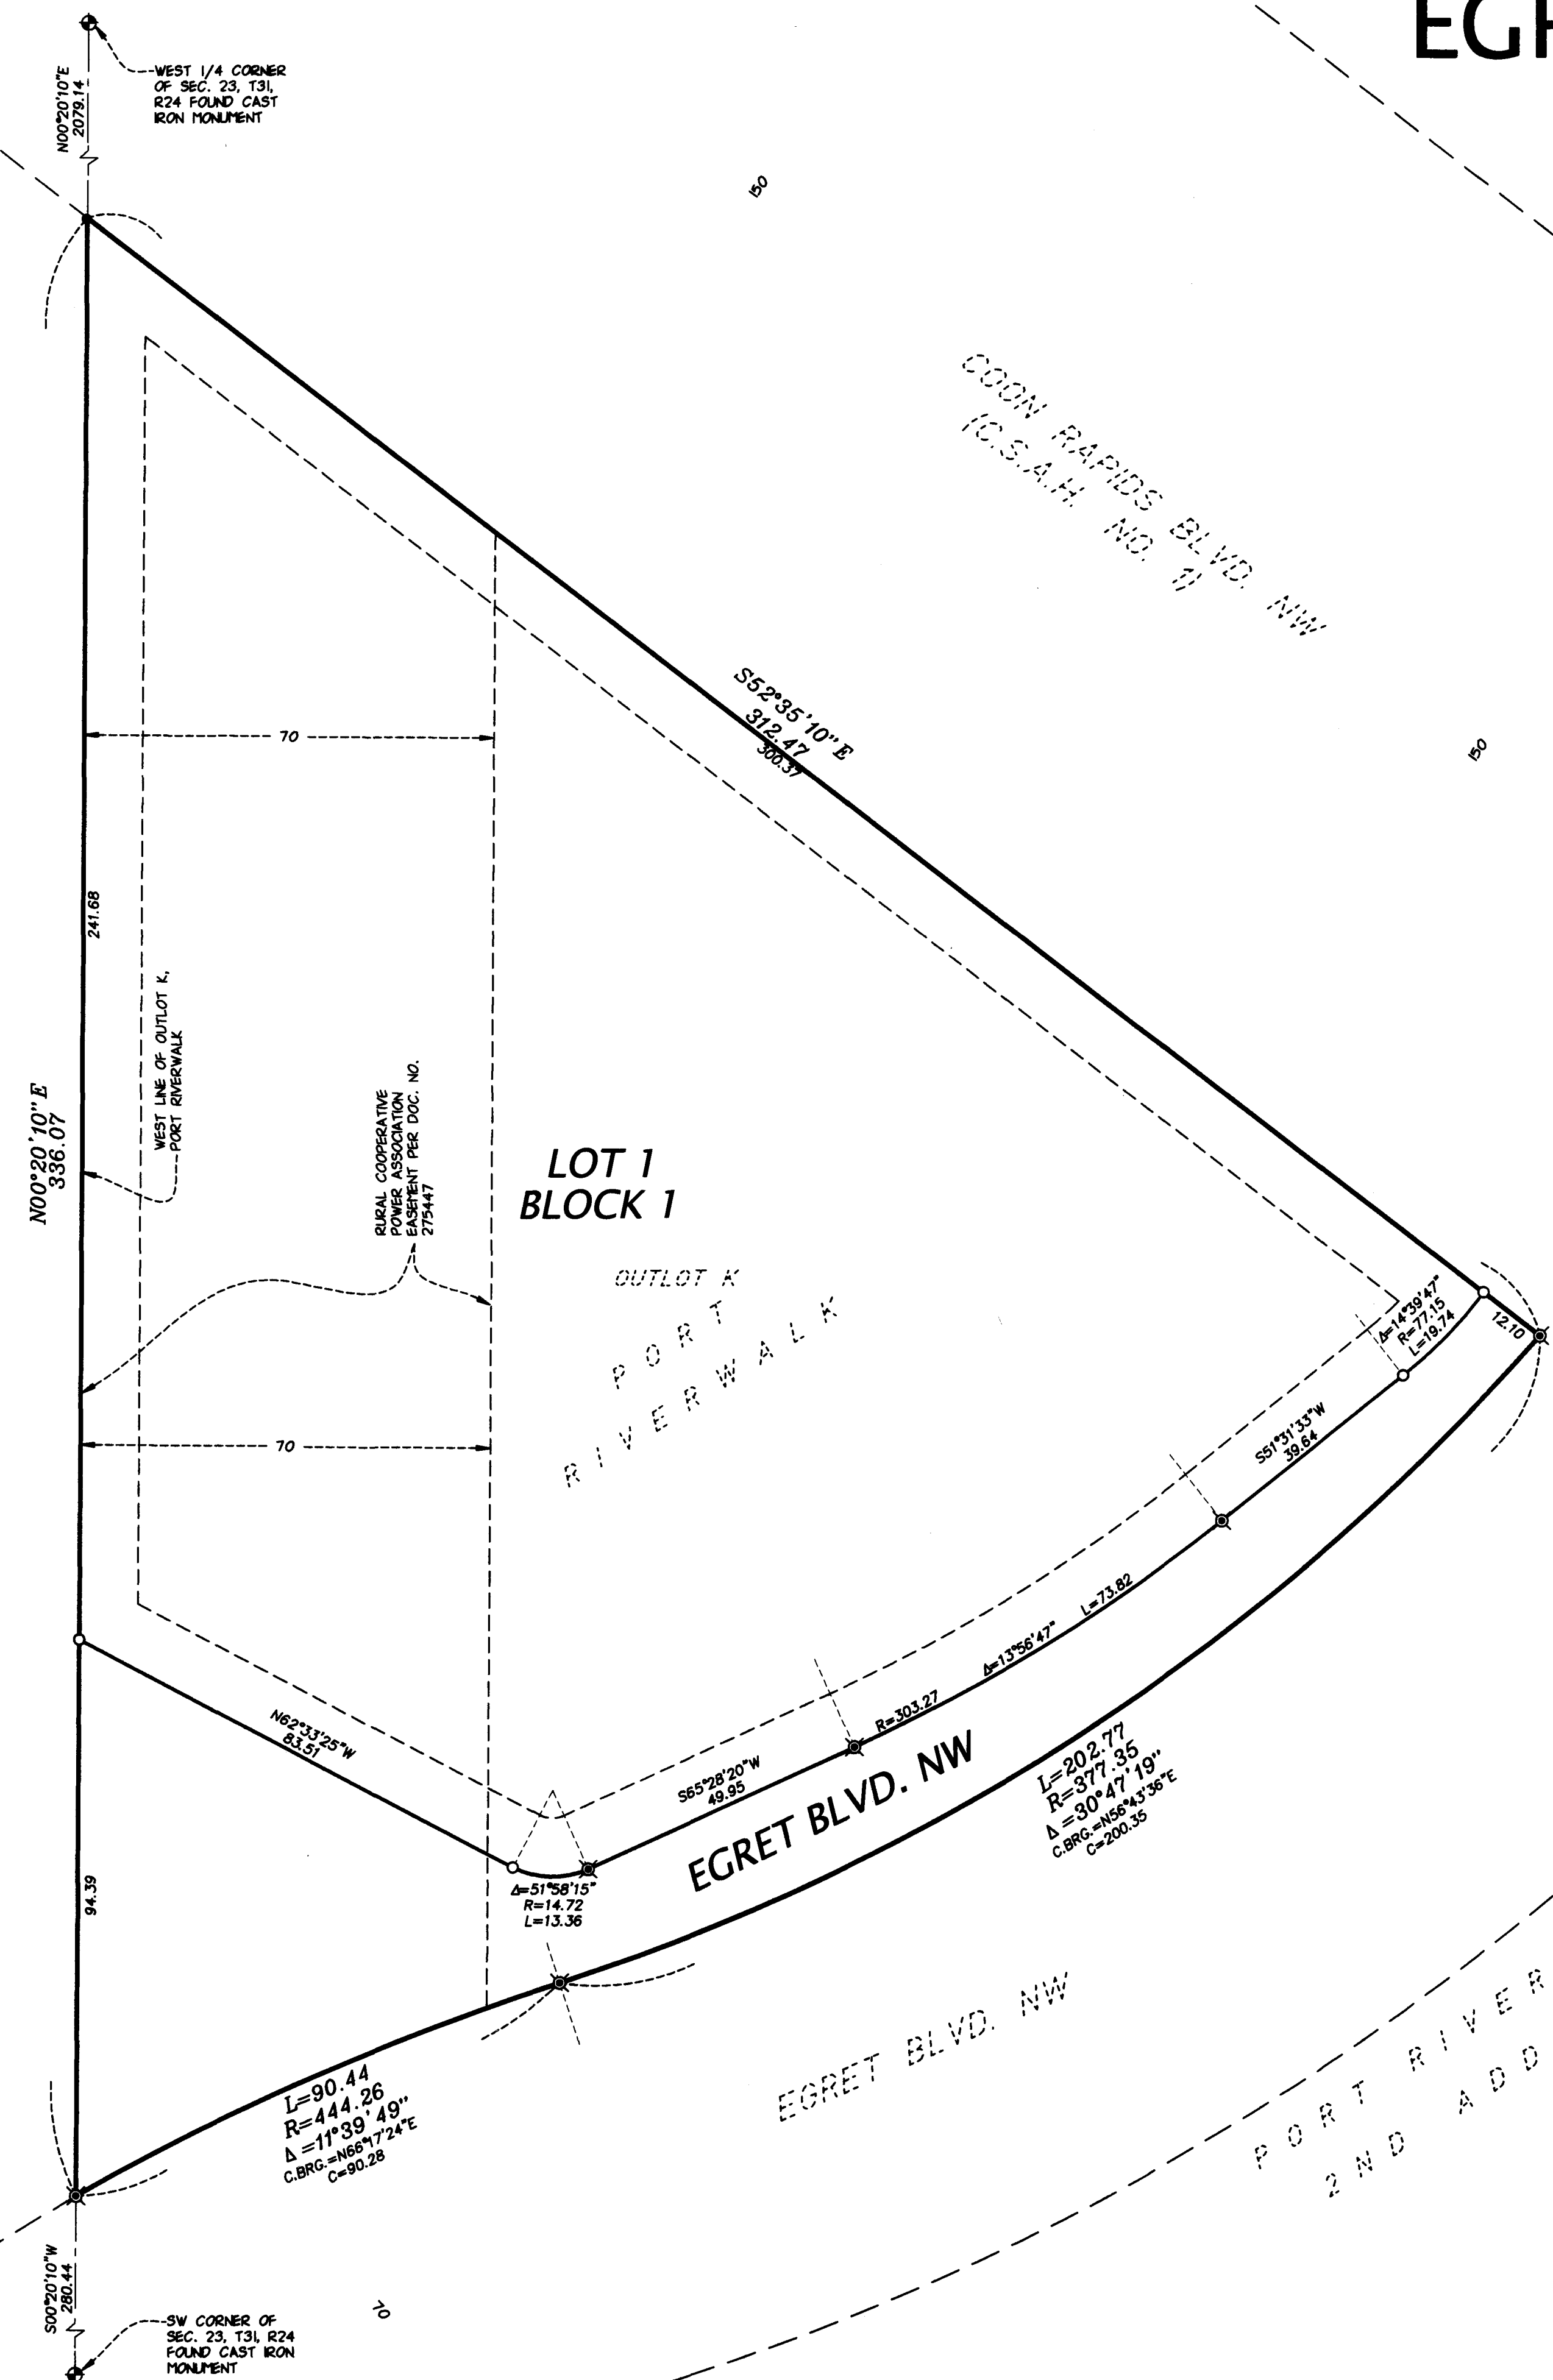 EG
WEST 1/4 CORNER
OF SEC. 23, T31,
R24 FOUND CAST
IRON MONUMENT
N00°20'10"E
2079.14
150
COON RAPIDS BLVD. NW
(C.S.A.H. NO. 1)
S52°35'10"E
312.47
300.37
150
70
241.68
WEST LINE OF OUTLOT K,
PORT RIVERWALK
N00°20'10"E
336.07
RURAL COOPERATIVE
POWER ASSOCIATION
EASEMENT PER DOC. NO.
275447
LOT 1
BLOCK 1
OUTLOT K
PORT
RIVERWALK
Δ=14°39'47"
R=77.15
L=19.74
12.10
70
S51°31'33"W
39.64
L=73.82
Δ=13°56'47"
R=303.27
N62°33'25"W
83.51
S65°28'20"W
49.95
EGRET BLVD. NW
L=202.77
R=377.35
Δ=30°47'19"
C.BRG.=N56°43'36"E
C=200.35
Δ=51°58'15"
R=14.72
L=13.36
94.39
EGRET BLVD. NW
L=90.44
R=444.26
Δ=11°39'49"
C.BRG.=N66°17'24"E
C=90.28
PORT RIVER
2ND ADD
S00°20'10"W
280.44
70
SW CORNER OF
SEC. 23, T31, R24
FOUND CAST IRON
MONUMENT